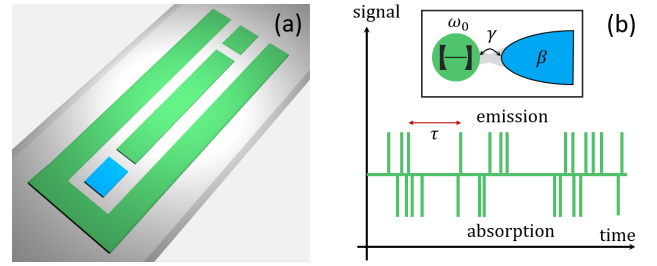 (a)
signal
(b)
ω₀
γ
β
emission
τ
absorption
time